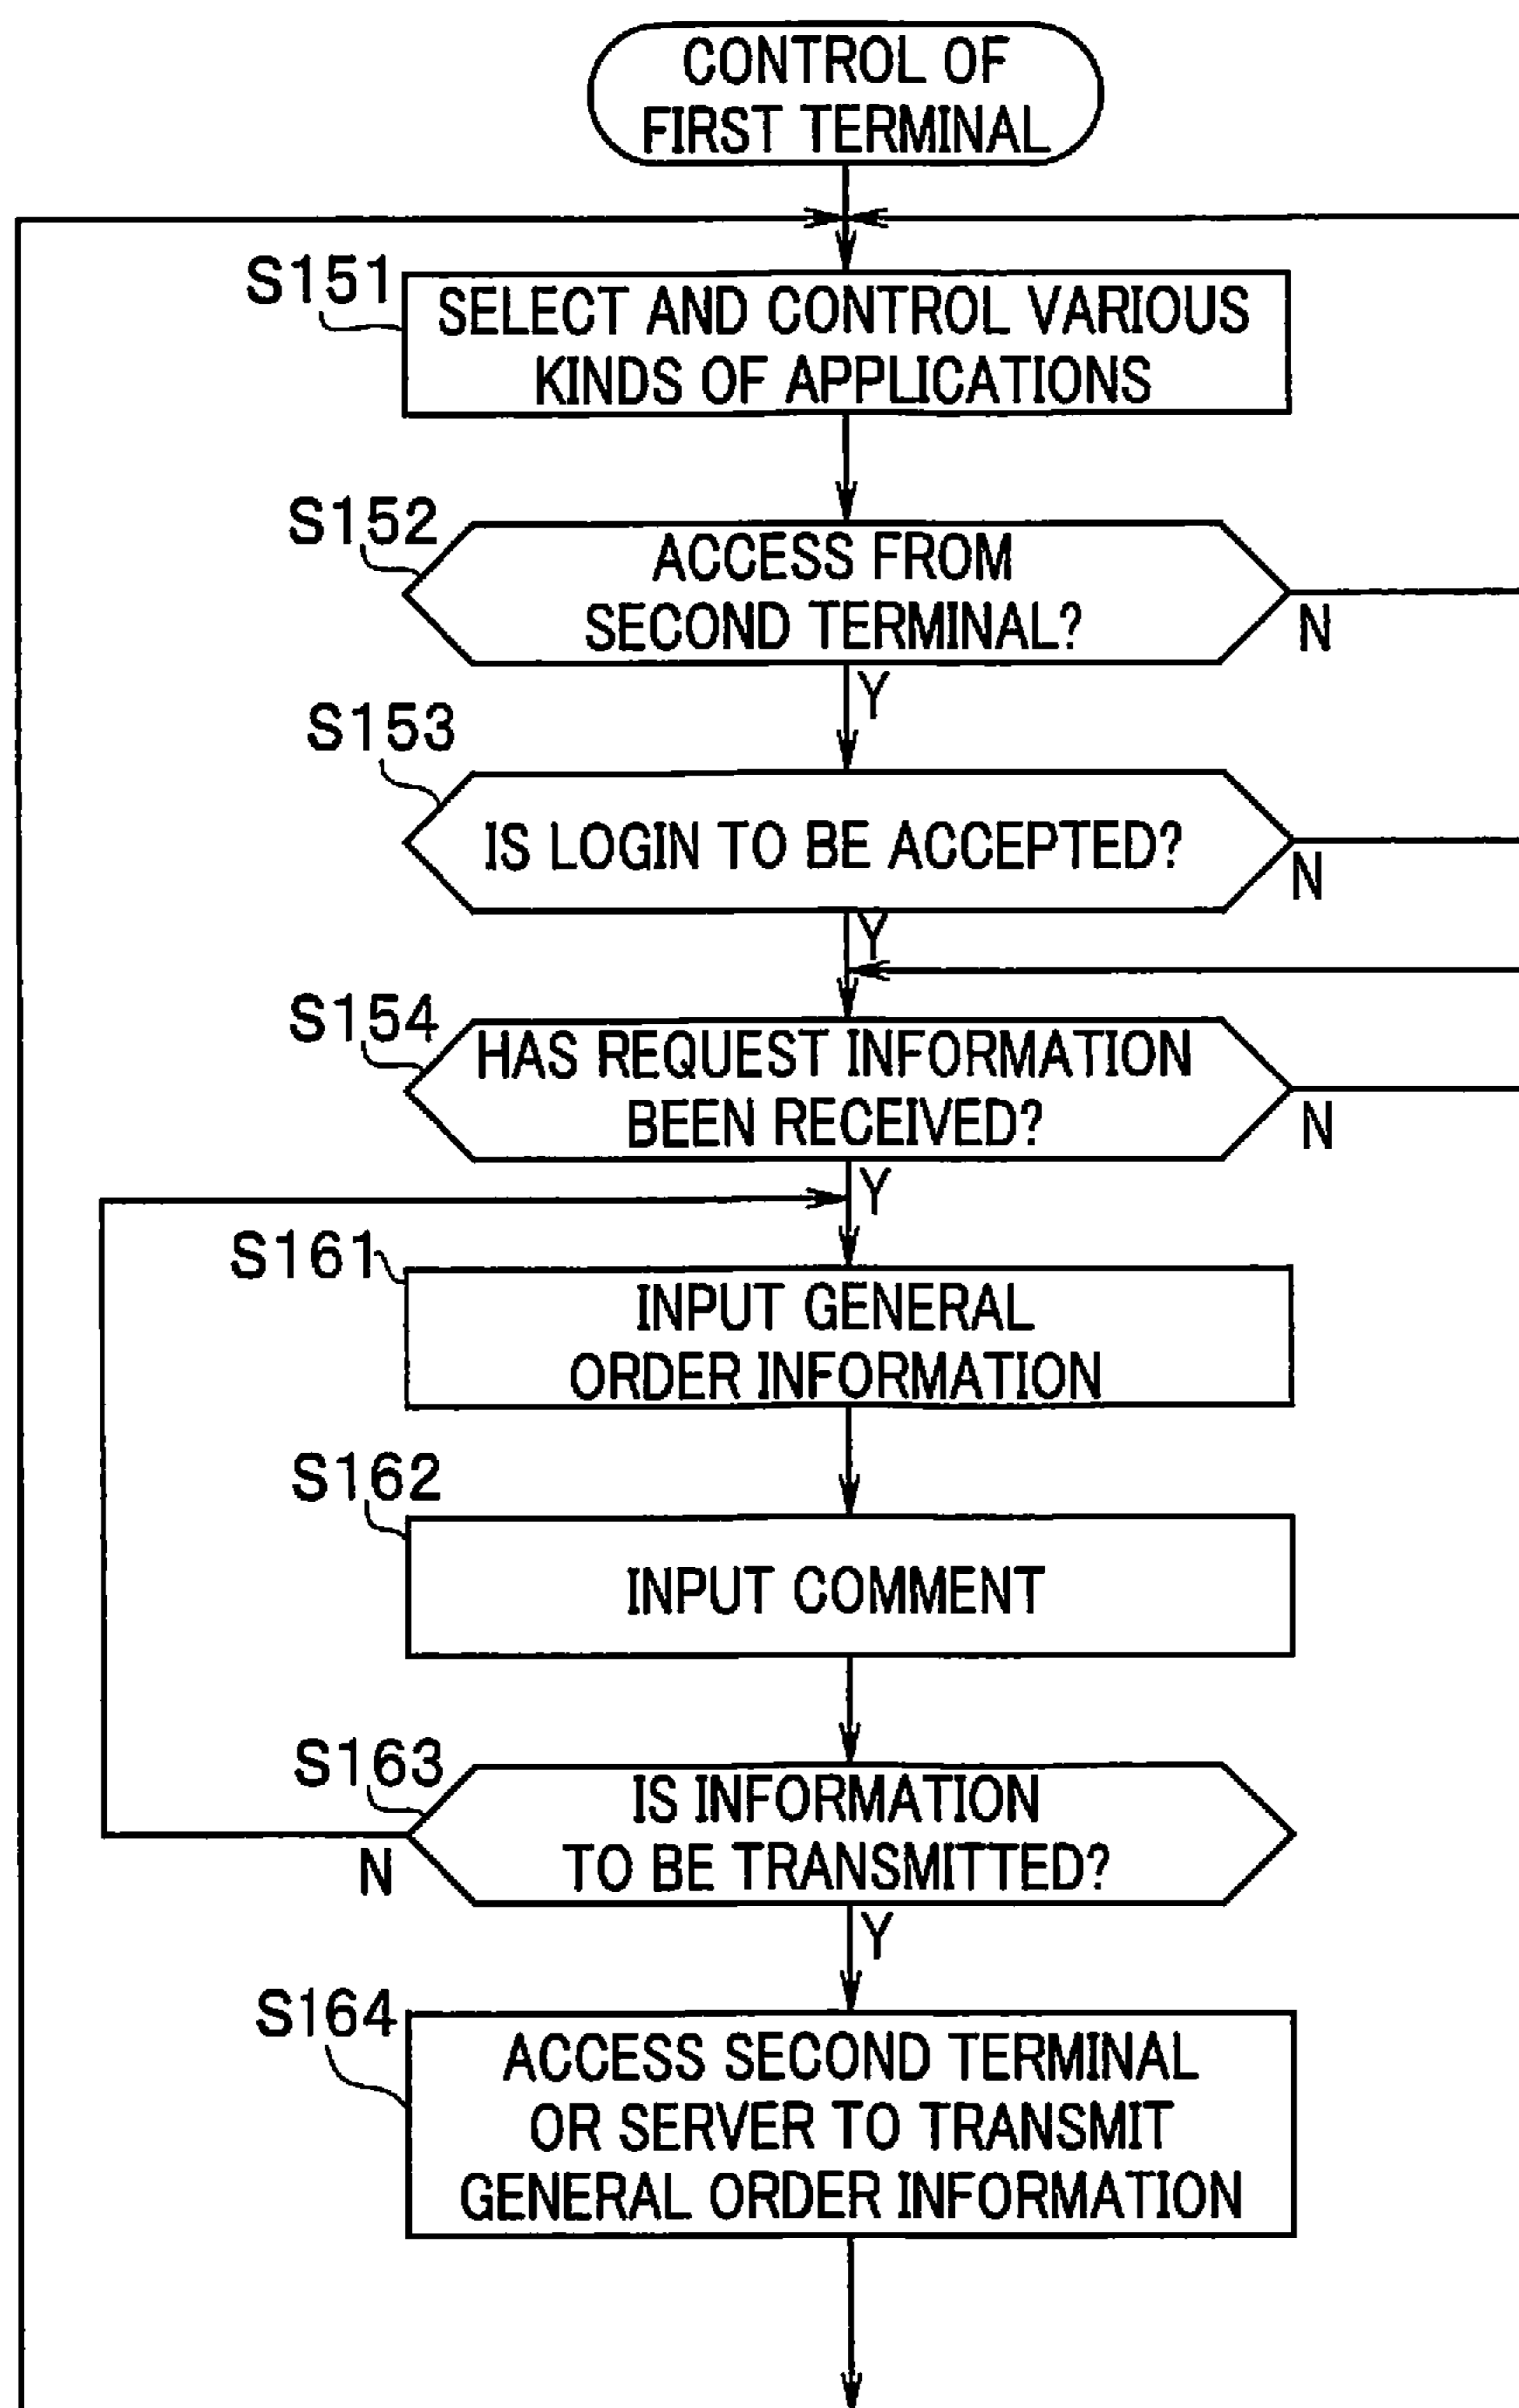 CONTROL OF
FIRST TERMINAL
S151
SELECT AND CONTROL VARIOUS
KINDS OF APPLICATIONS
S152
ACCESS FROM
SECOND TERMINAL?
N
Y
S153
IS LOGIN TO BE ACCEPTED?
N
Y
S154
HAS REQUEST INFORMATION
BEEN RECEIVED?
N
Y
S161
INPUT GENERAL
ORDER INFORMATION
S162
INPUT COMMENT
S163
IS INFORMATION
TO BE TRANSMITTED?
N
Y
S164
ACCESS SECOND TERMINAL
OR SERVER TO TRANSMIT
GENERAL ORDER INFORMATION